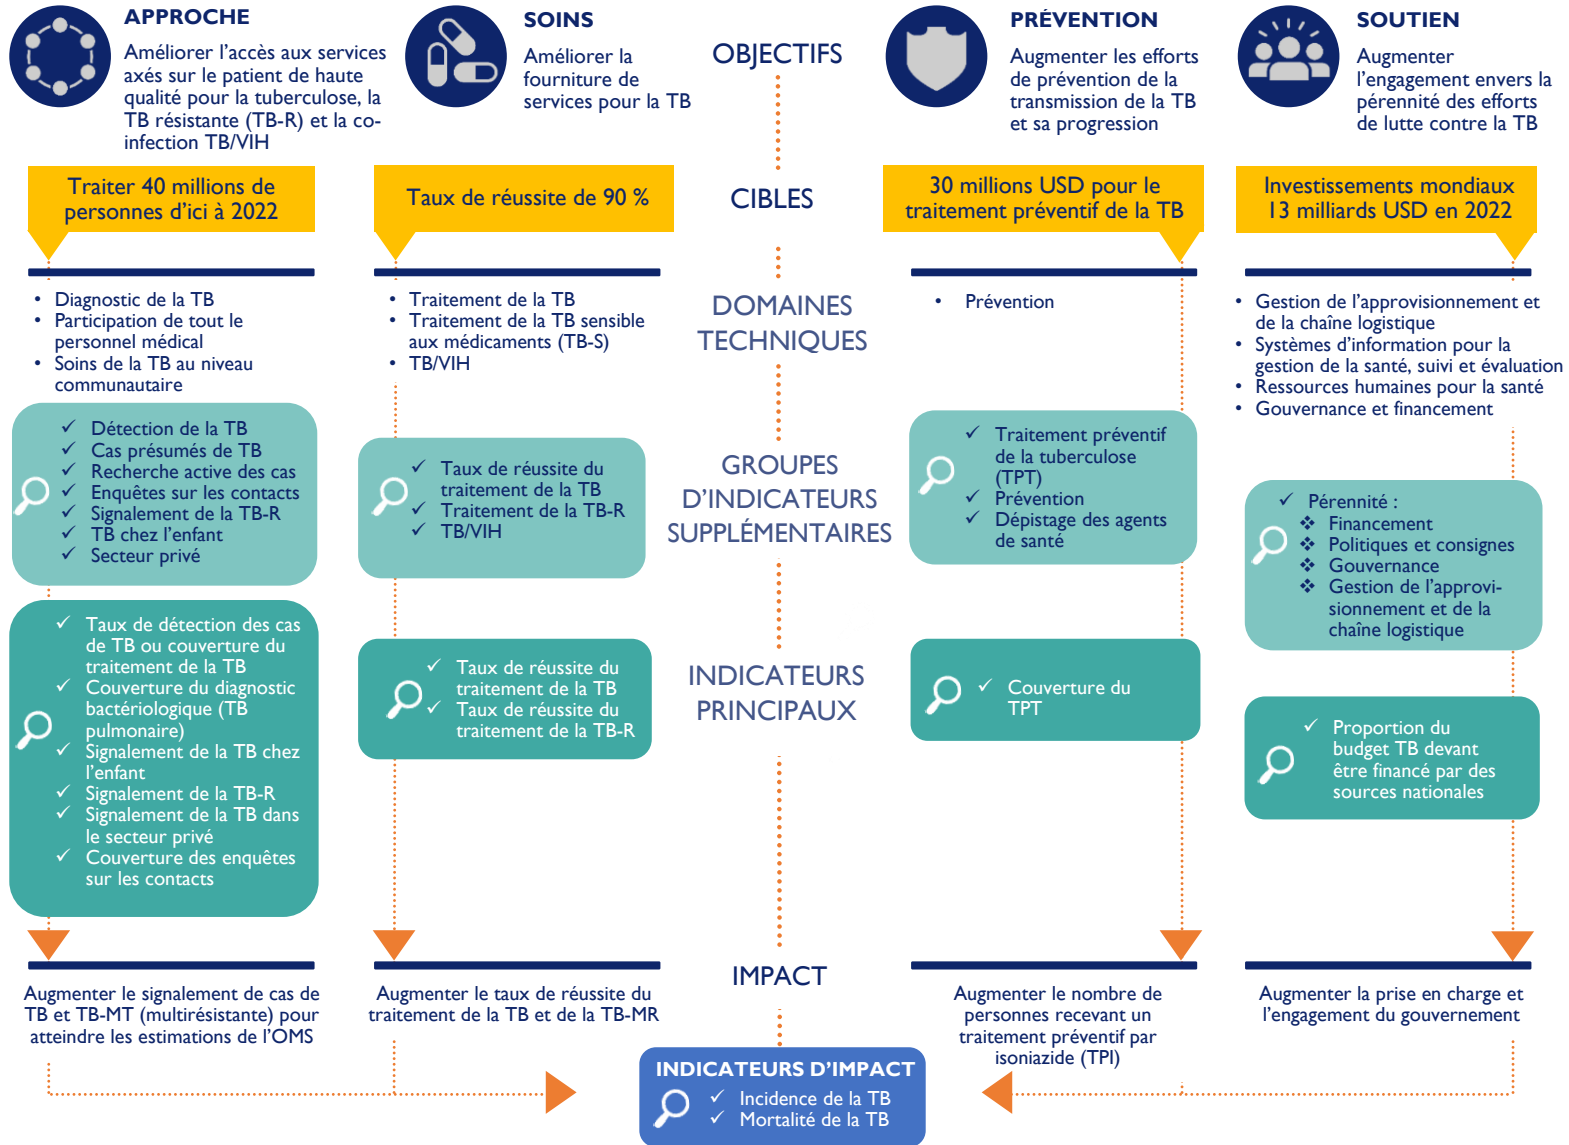 APPROCHE
Améliorer l'accès aux services
axés sur le patient de haute
qualité pour la tuberculose, la
TB résistante (TB-R) et la co-
infection TB/VIH
SOINS
Améliorer la
fourniture de
services pour la TB
OBJECTIFS
PRÉVENTION
Augmenter les efforts
de prévention de la
transmission de la TB
et sa progression
SOUTIEN
Augmenter
l'engagement envers la
pérennité des efforts
de lutte contre la TB
Traiter 40 millions de
personnes d'ici à 2022
Taux de réussite de 90 %
CIBLES
30 millions USD pour le
traitement préventif de la TB
Investissements mondiaux
13 milliards USD en 2022
• Diagnostic de la TB
• Participation de tout le
personnel médical
• Soins de la TB au niveau
communautaire
• Traitement de la TB
• Traitement de la TB sensible
aux médicaments (TB-S)
• TB/VIH
DOMAINES
TECHNIQUES
• Prévention
• Gestion de l'approvisionnement et
de la chaîne logistique
• Systèmes d'information pour la
gestion de la santé, suivi et évaluation
• Ressources humaines pour la santé
• Gouvernance et financement
✓ Détection de la TB
✓ Cas présumés de TB
✓ Recherche active des cas
✓ Enquêtes sur les contacts
✓ Signalement de la TB-R
✓ TB chez l'enfant
✓ Secteur privé
✓ Taux de réussite du
traitement de la TB
✓ Traitement de la TB-R
✓ TB/VIH
GROUPES
D'INDICATEURS
SUPPLÉMENTAIRES
✓ Traitement préventif
de la tuberculose
(TPT)
✓ Prévention
✓ Dépistage des agents
de santé
✓ Pérennité :
❖ Financement
❖ Politiques et consignes
❖ Gouvernance
❖ Gestion de l'approvi-
sionnement et de la
chaîne logistique
✓ Taux de détection des cas
de TB ou couverture du
traitement de la TB
✓ Couverture du diagnostic
bactériologique (TB
pulmonaire)
✓ Signalement de la TB chez
l'enfant
✓ Signalement de la TB-R
✓ Signalement de la TB dans
le secteur privé
✓ Couverture des enquêtes
sur les contacts
✓ Taux de réussite du
traitement de la TB
✓ Taux de réussite du
traitement de la TB-R
INDICATEURS
PRINCIPAUX
✓ Couverture du
TPT
✓ Proportion du
budget TB devant
être financé par des
sources nationales
Augmenter le signalement de cas de
TB et TB-MT (multirésistante) pour
atteindre les estimations de l'OMS
Augmenter le taux de réussite du
traitement de la TB et de la TB-MR
IMPACT
Augmenter le nombre de
personnes recevant un
traitement préventif par
isoniazide (TPI)
Augmenter la prise en charge et
l'engagement du gouvernement
INDICATEURS D'IMPACT
✓ Incidence de la TB
✓ Mortalité de la TB